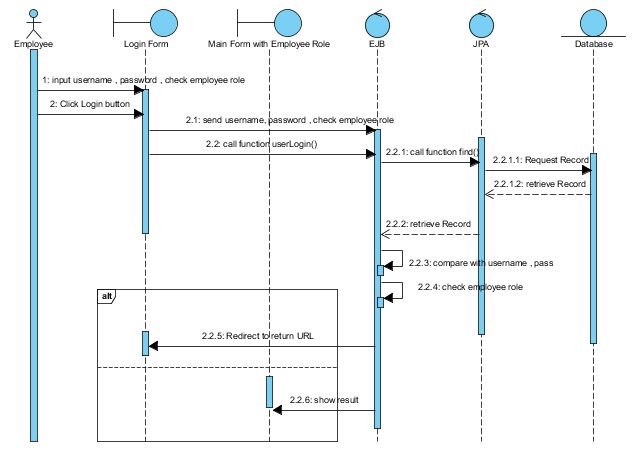 Employee
Login Form
Main Form with Employee Role
EJB
JPA
Database
1: input username , password , check employee role
2: Click Login button
2.1: send username, password , check employee role
2.2: call function userLogin()
2.2.1: call function find()
2.2.1.1: Request Record
2.2.1.2: retrieve Record
2.2.2: retrieve Record
2.2.3: compare with username , pass
2.2.4: check employee role
alt
2.2.5: Redirect to return URL
2.2.6: show result